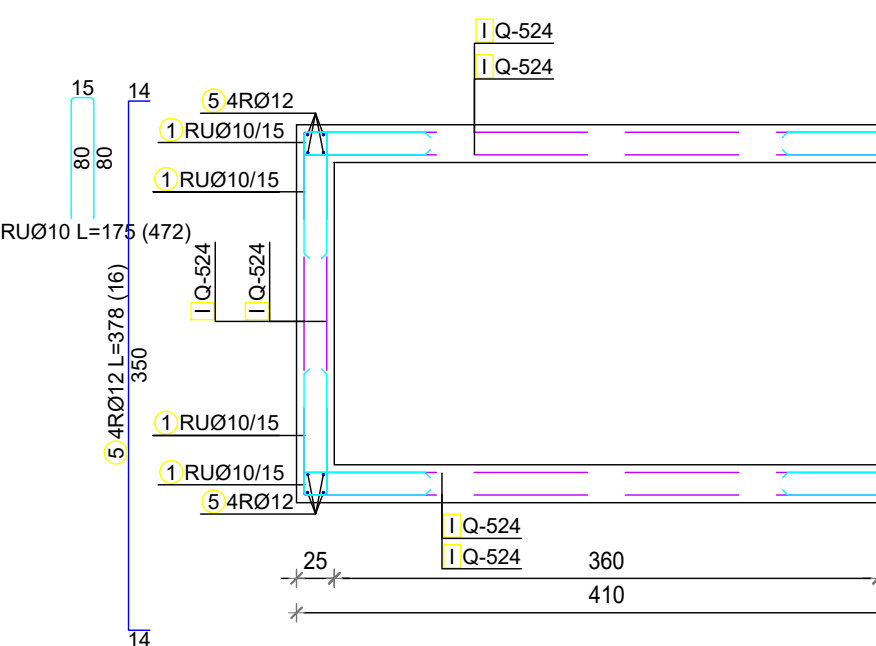 I Q-524
I Q-524
15
14
5 4RØ12
1 RUØ10/15
80
80
1 RUØ10/15
RUØ10 L=175 (472)
I Q-524
I Q-524
5 4RØ12 L=378 (16)
350
1 RUØ10/15
1 RUØ10/15
5 4RØ12
I Q-524
I Q-524
25
360
410
14